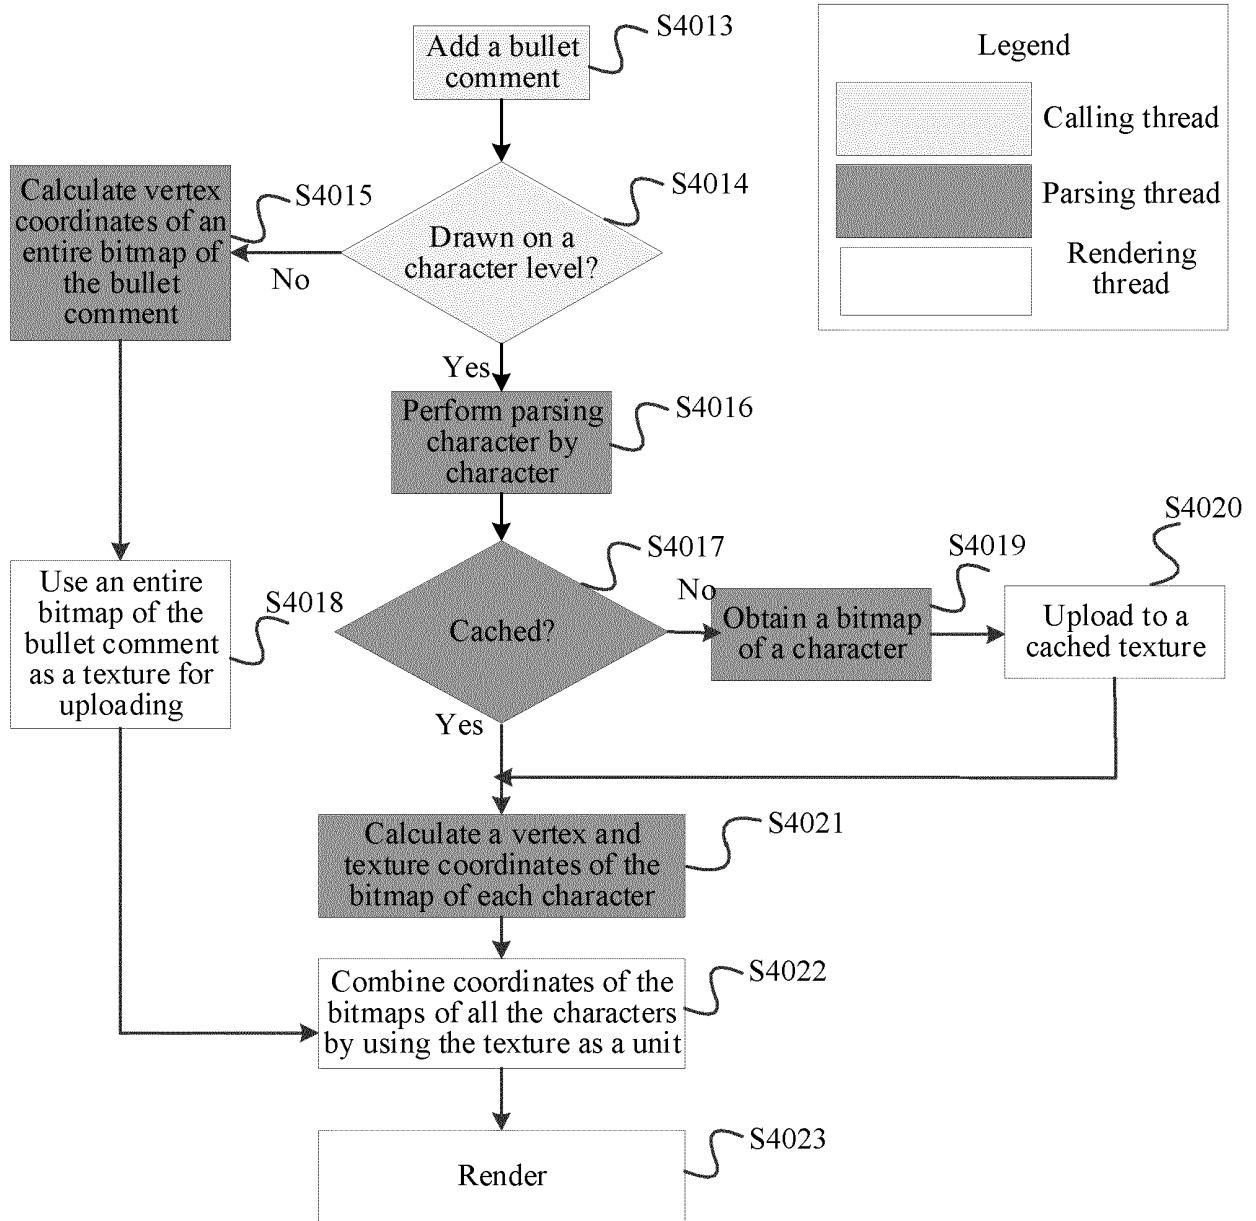 Add a bullet
comment
S4013
Legend
Calling thread
Parsing thread
Rendering
thread
Drawn on a
character level?
S4014
No
Yes
Calculate vertex
coordinates of an
entire bitmap of
the bullet
comment
S4015
Perform parsing
character by
character
S4016
Cached?
S4017
No
Yes
Use an entire
bitmap of the
bullet comment
as a texture for
uploading
S4018
Obtain a bitmap
of a character
S4019
Upload to a
cached texture
S4020
Calculate a vertex and
texture coordinates of the
bitmap of each character
S4021
Combine coordinates of the
bitmaps of all the characters
by using the texture as a unit
S4022
Render
S4023